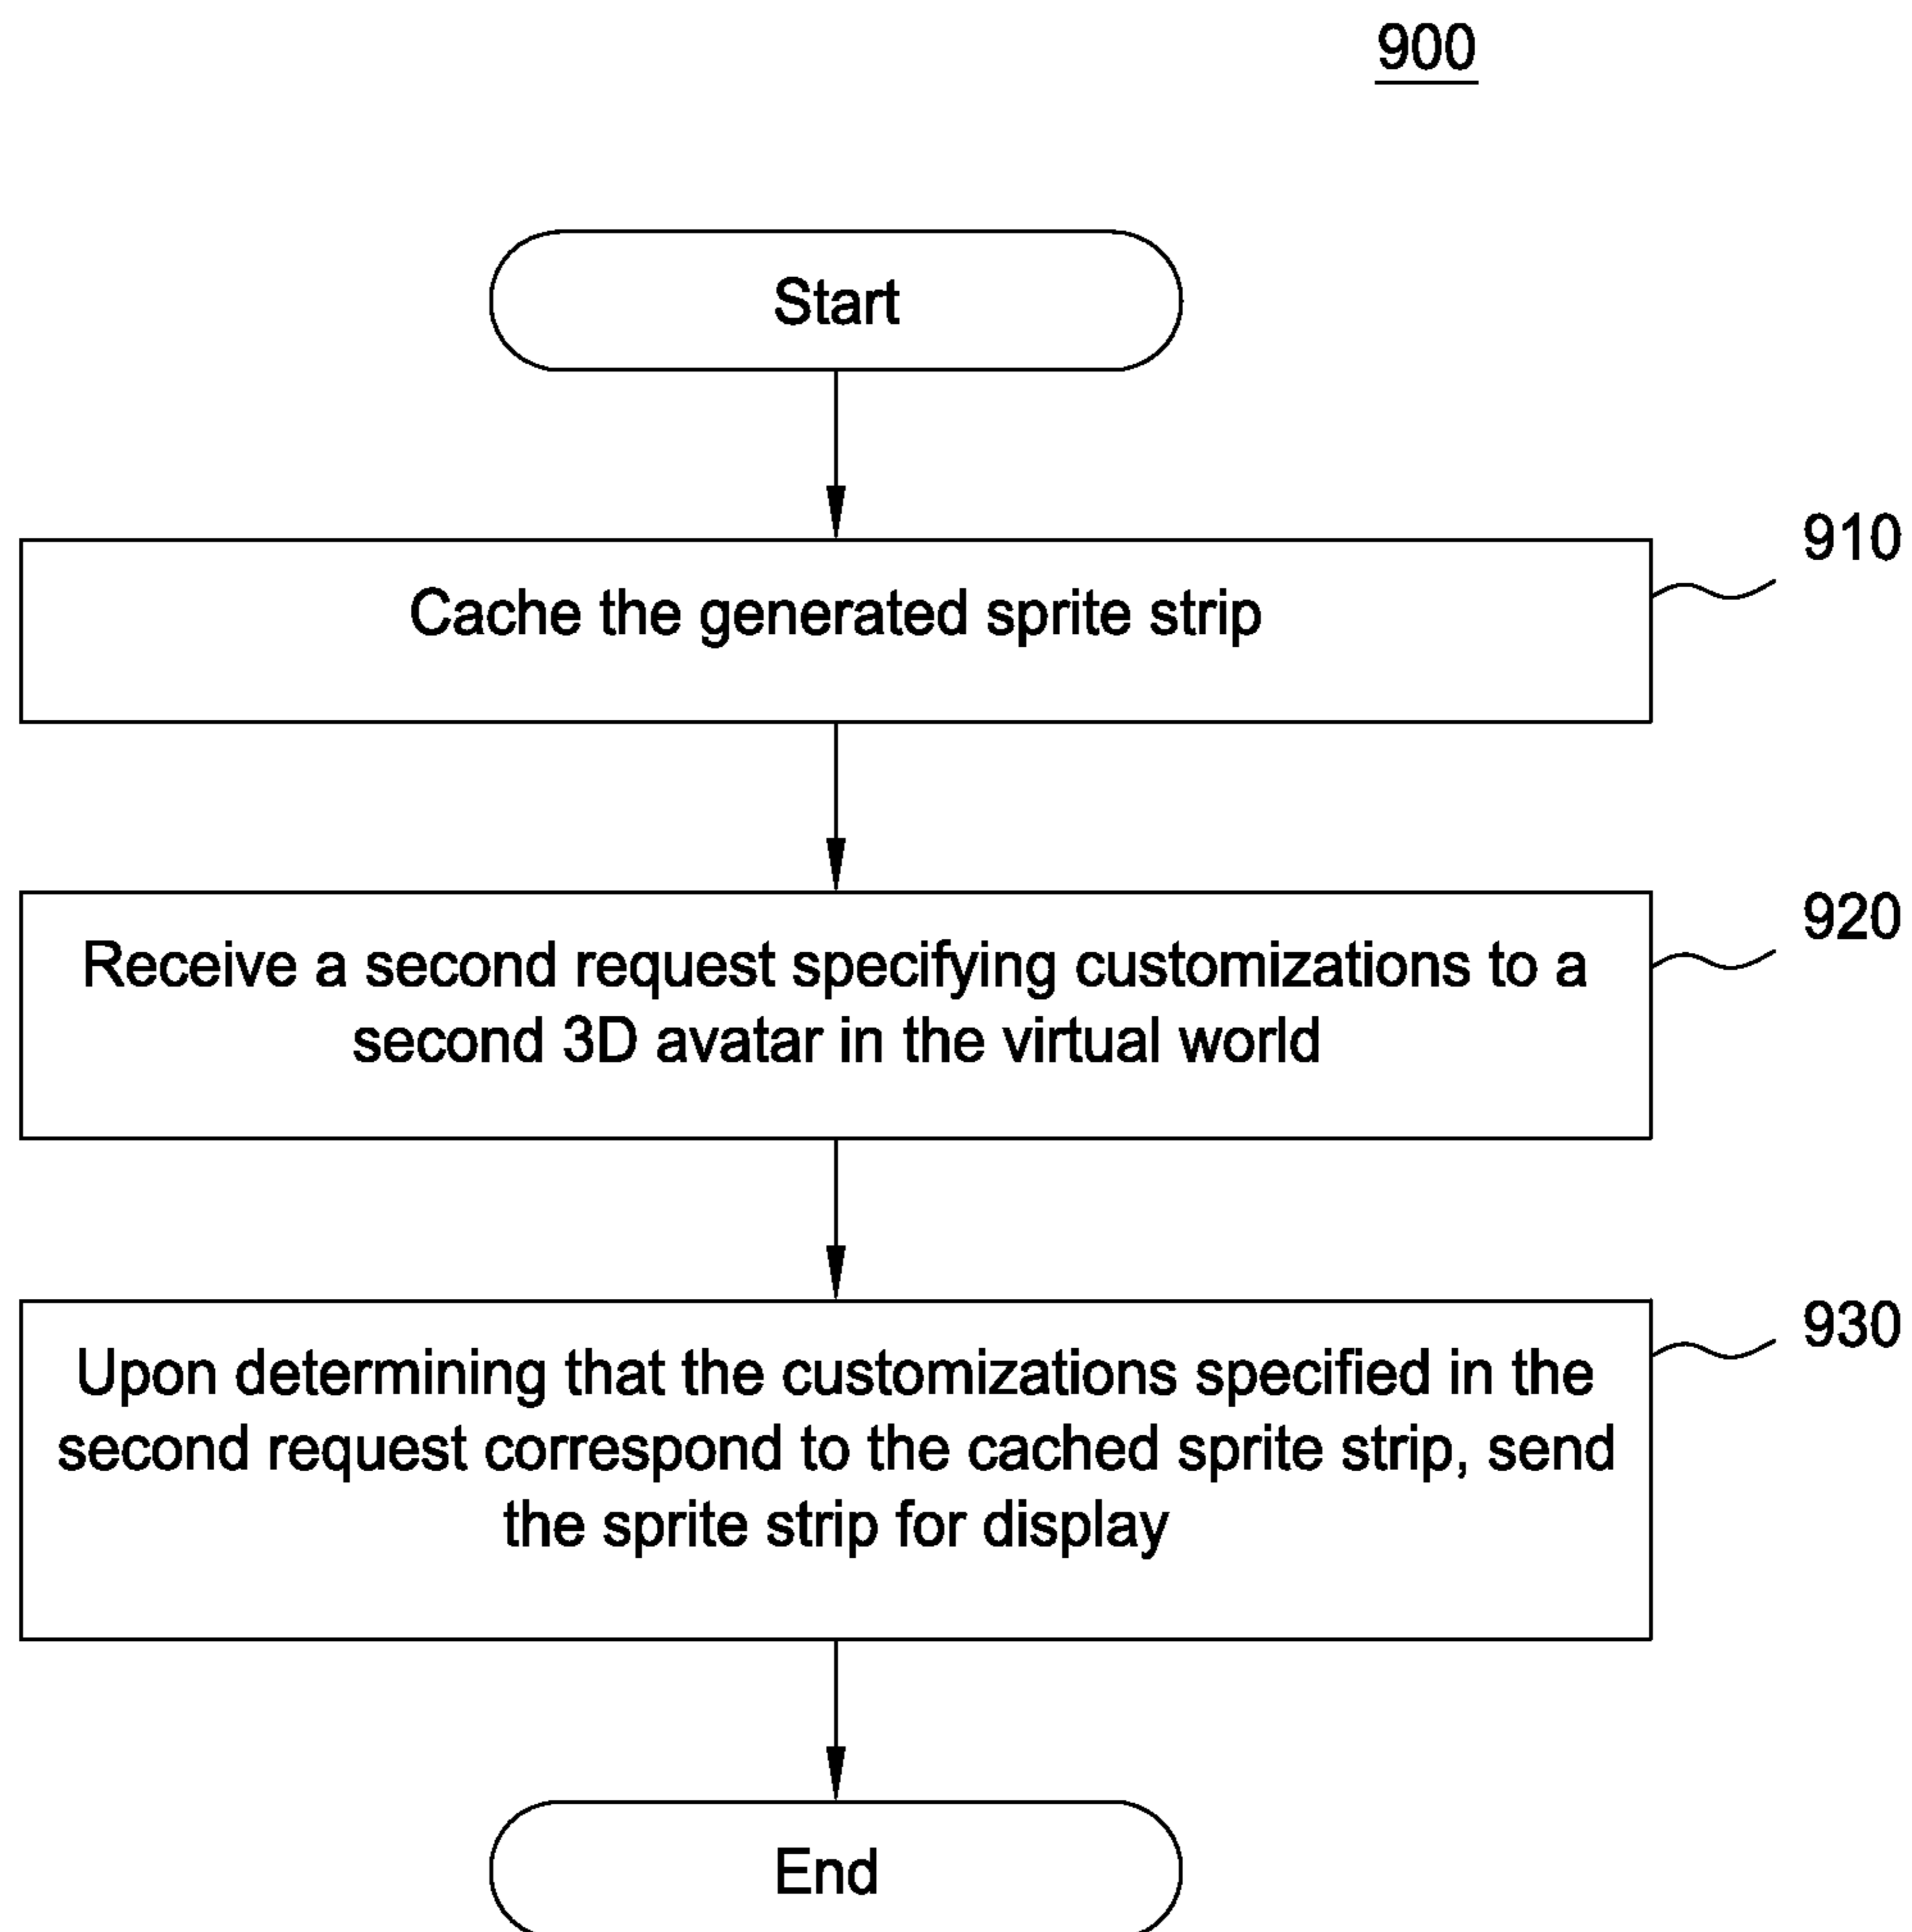 900
Start
910
Cache the generated sprite strip
920
Receive a second request specifying customizations to a
second 3D avatar in the virtual world
930
Upon determining that the customizations specified in the
second request correspond to the cached sprite strip, send
the sprite strip for display
End